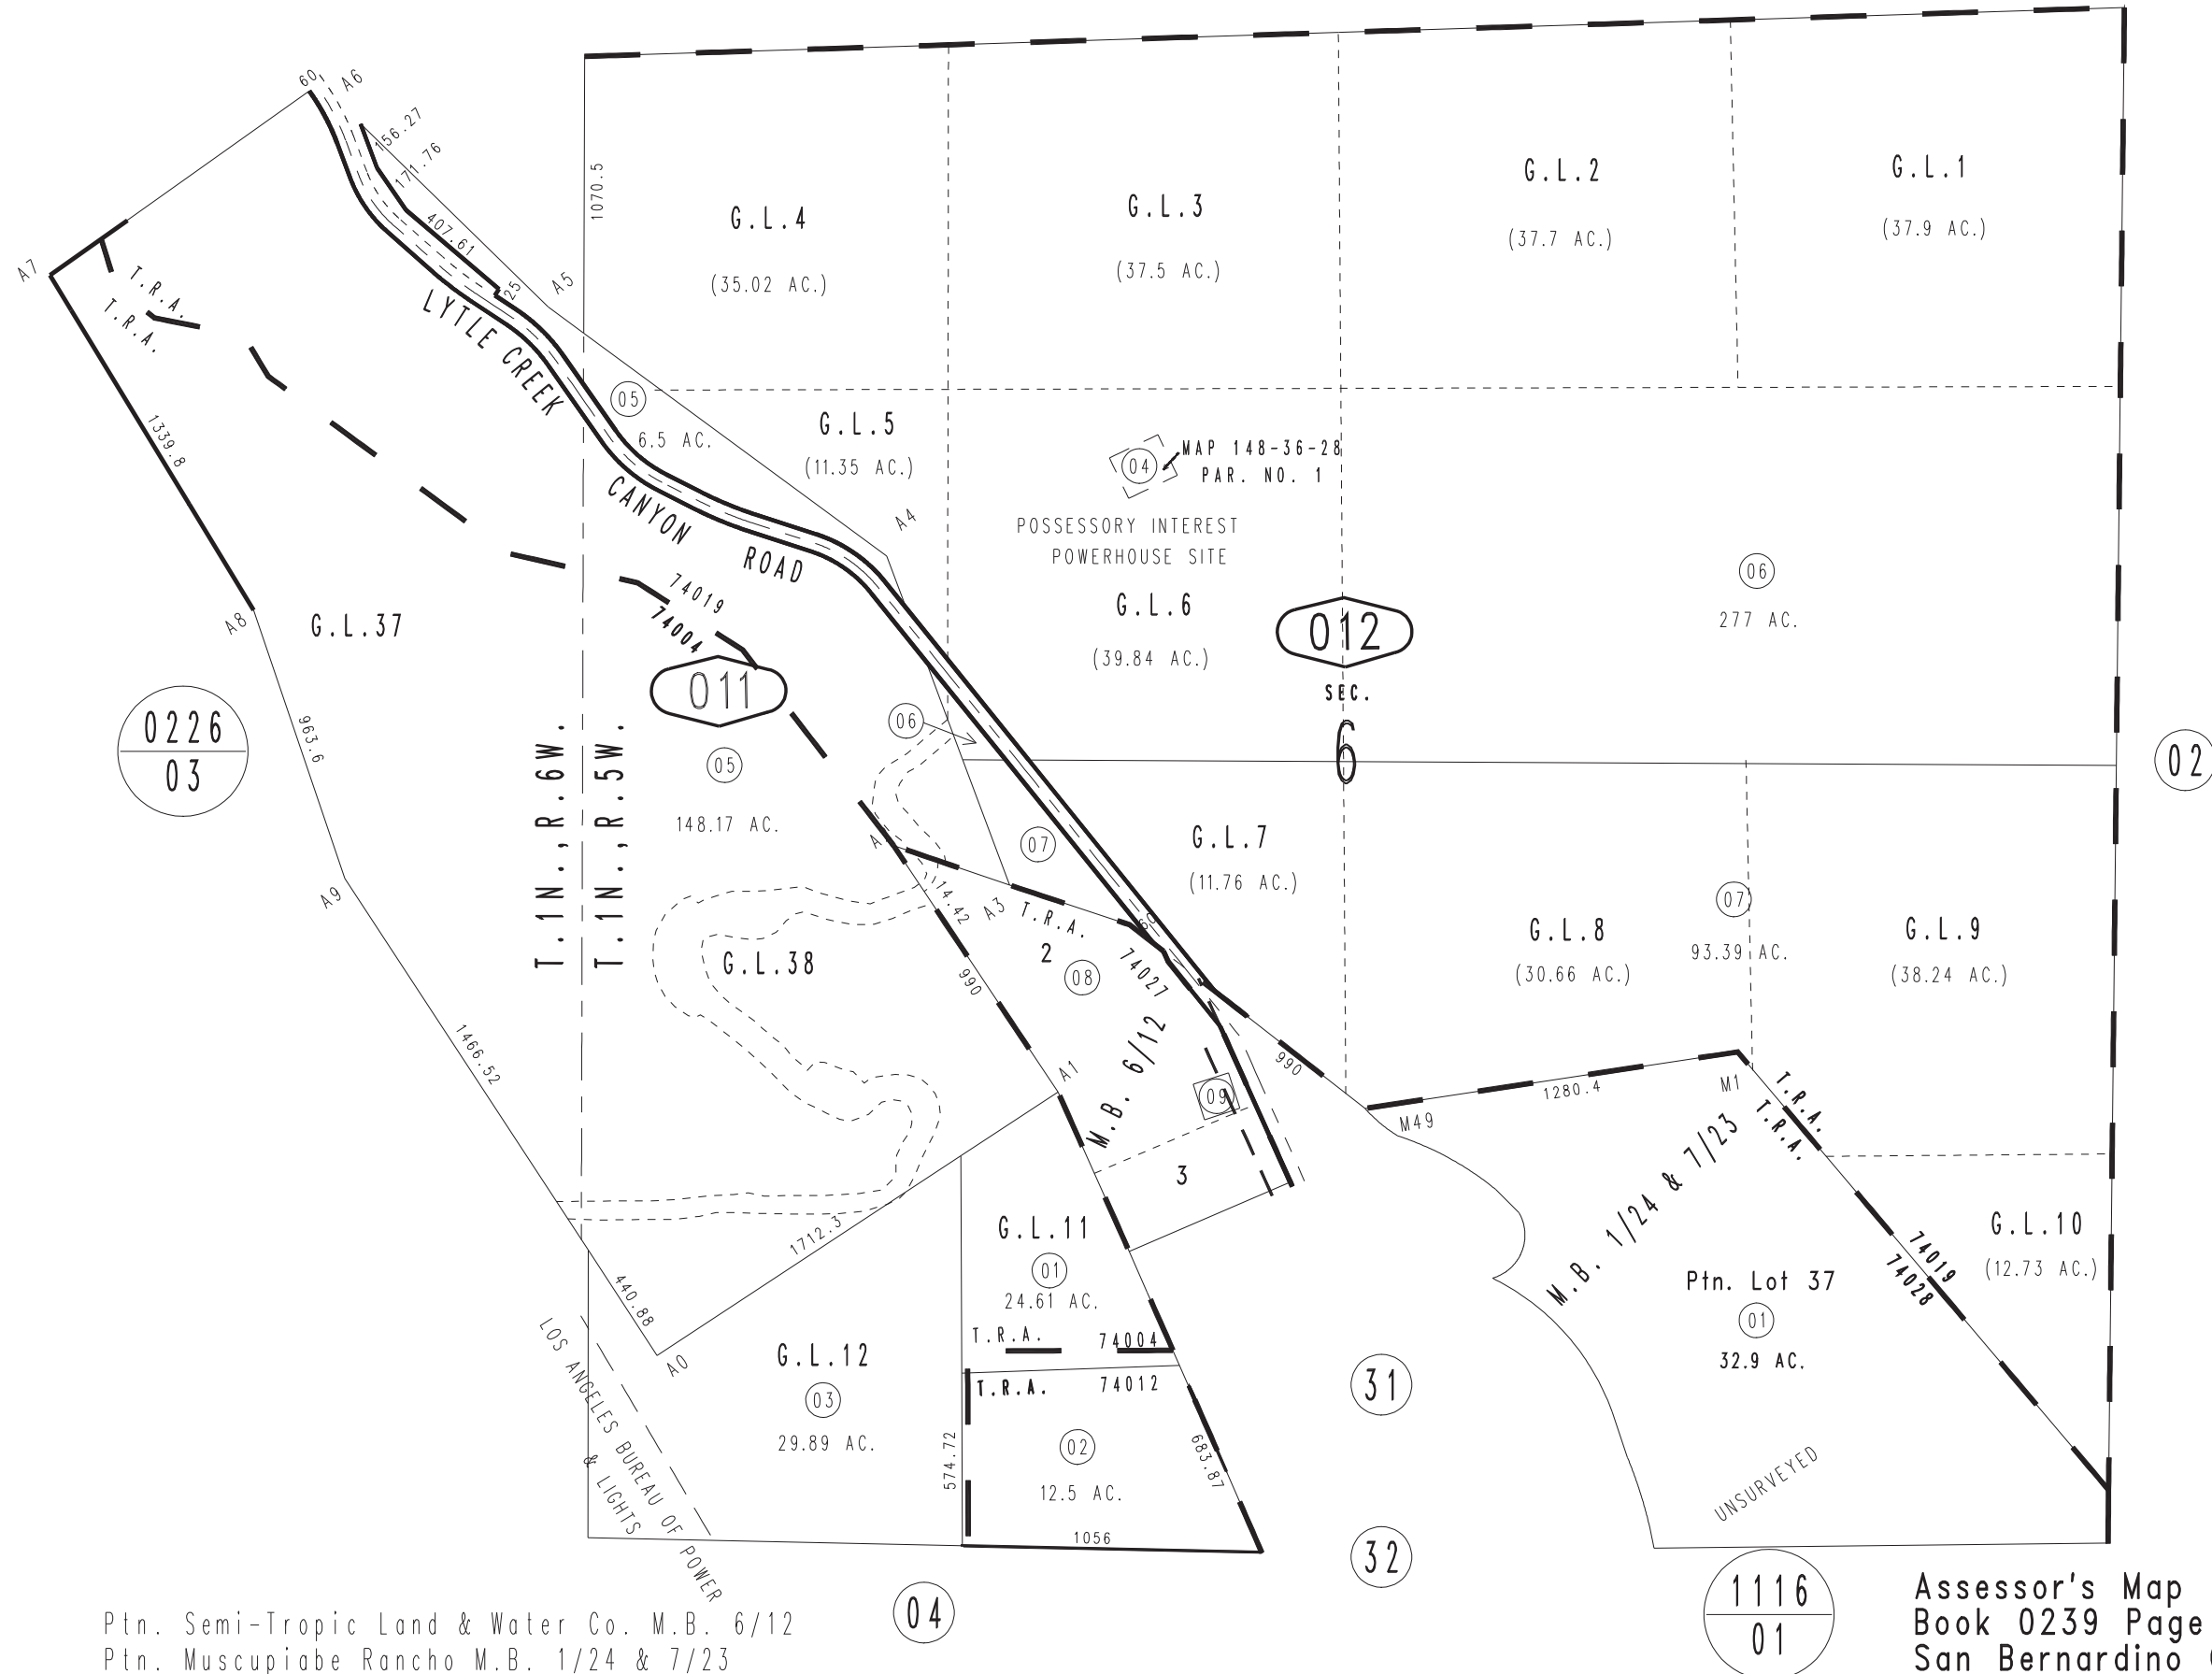 60
A6
156.27
171.76
407.61
25
A5
A7
T.R.A.
T.R.A.
LYTLE CREEK
CANYON
ROAD
1070.5
G.L.4
(35.02 AC.)
G.L.3
(37.5 AC.)
G.L.2
(37.7 AC.)
G.L.1
(37.9 AC.)
1339.8
05
6.5 AC.
G.L.5
(11.35 AC.)
04
MAP 148-36-28
PAR. NO. 1
A4
POSSESSORY INTEREST
POWERHOUSE SITE
G.L.6
(39.84 AC.)
012
SEC.
6
06
277 AC.
A8
G.L.37
74019
74004
011
0226
03
963.6
T.1N.,R.6W.
T.1N.,R.5W.
05
148.17 AC.
06
02
07
G.L.7
(11.76 AC.)
A
14.42
A3
T.R.A.
60
A9
G.L.38
990
2
08
74027
G.L.8
(30.66 AC.)
07
93.39 AC.
G.L.9
(38.24 AC.)
1466.52
A1
M.B. 6/12
09
990
1280.4
M49
M1
T.R.A.
T.R.A.
3
1712.3
G.L.11
01
24.61 AC.
T.R.A. 74004
T.R.A. 74012
M.B. 1/24 & 7/23
G.L.10
(12.73 AC.)
74019
74028
Ptn. Lot 37
01
32.9 AC.
440.88
A0
LOS ANGELES BUREAU OF POWER
& LIGHTS
G.L.12
03
29.89 AC.
574.72
02
12.5 AC.
683.87
1056
31
32
UNSURVEYED
04
1116
01
Ptn. Semi-Tropic Land & Water Co. M.B. 6/12
Ptn. Muscupiabe Rancho M.B. 1/24 & 7/23
Assessor's Map
Book 0239 Page
San Bernardino